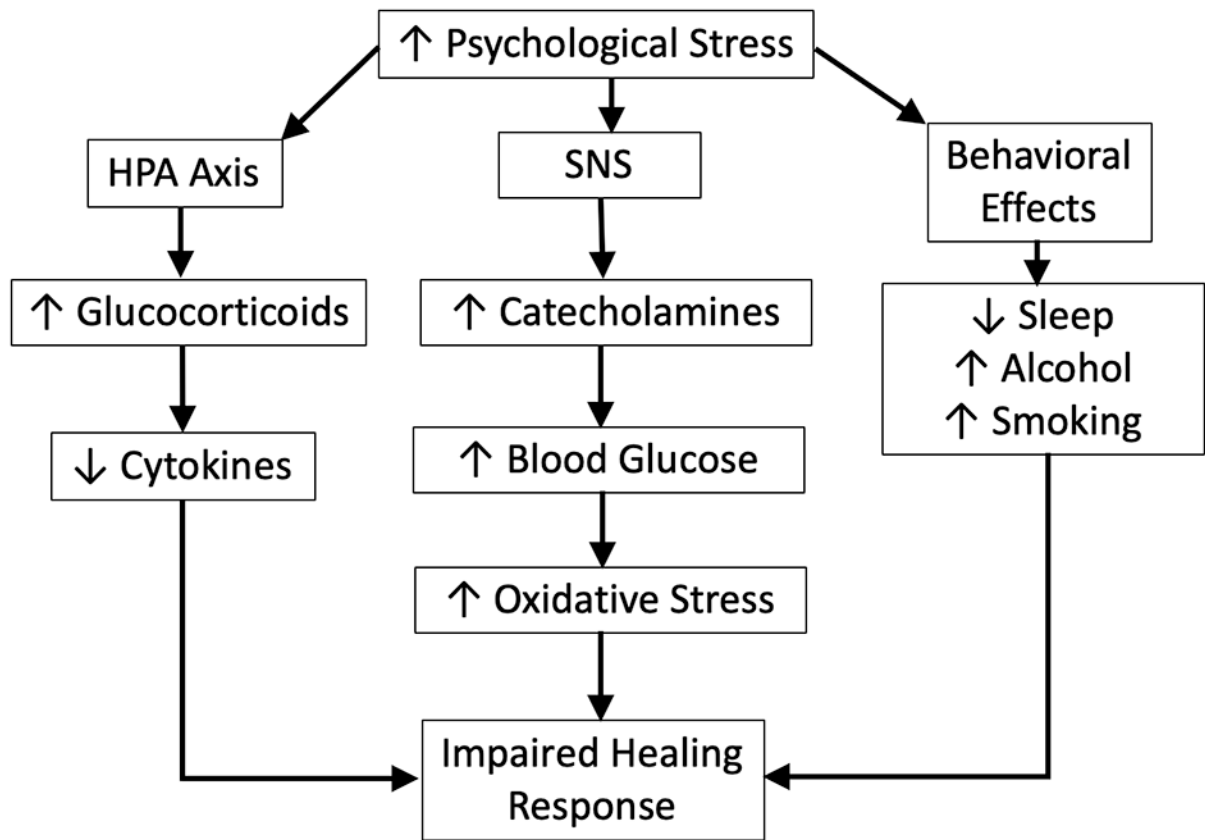 ↑ Psychological Stress
HPA Axis
SNS
Behavioral
Effects
↑ Glucocorticoids
↑ Catecholamines
↓ Sleep
↑ Alcohol
↑ Smoking
↓ Cytokines
↑ Blood Glucose
↑ Oxidative Stress
Impaired Healing
Response